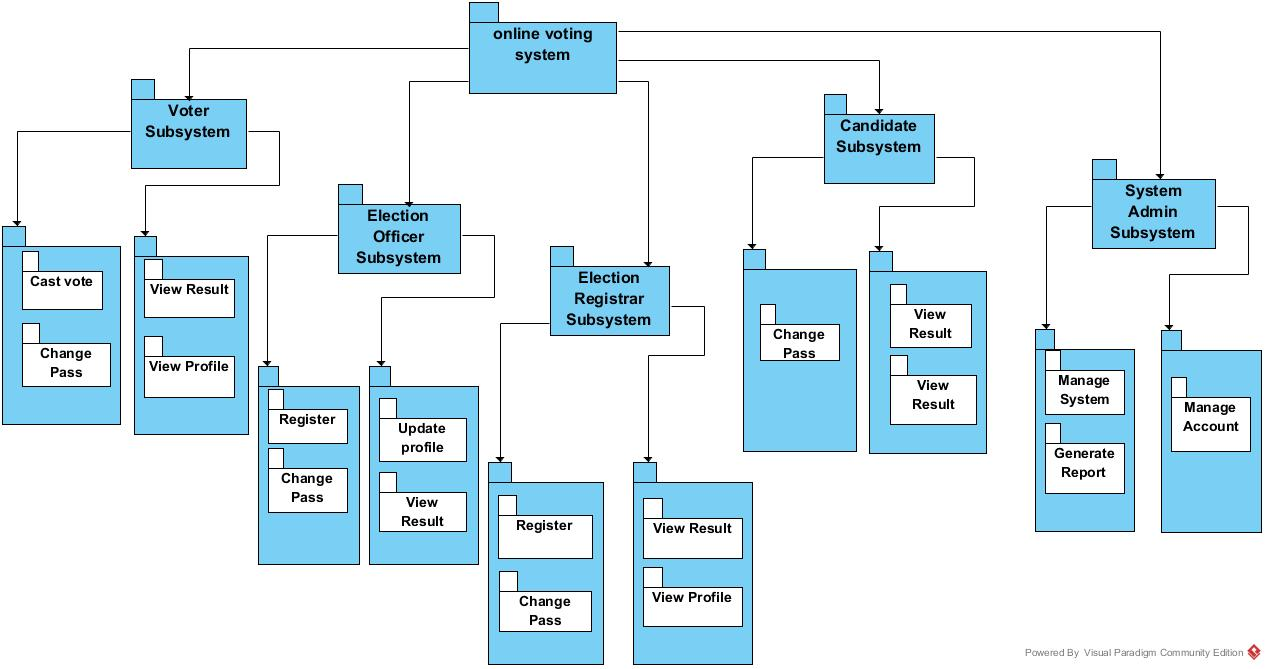 online voting
system
Voter
Subsystem
Cast vote
Change
Pass
View Result
View Profile
Election
Officer
Subsystem
Register
Change
Pass
Update
profile
View
Result
Election
Registrar
Subsystem
Register
Change
Pass
View Result
View Profile
Candidate
Subsystem
Change
Pass
View
Result
View
Result
System
Admin
Subsystem
Manage
System
Generate
Report
Manage
Account
Powered By Visual Paradigm Community Edition